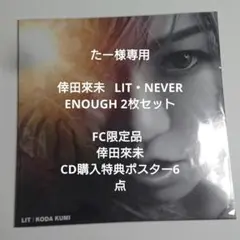 たー様専用
倖田來未 LIT・NEVER
ENOUGH 2枚セット
FC限定品
倖田來未
CD購入特典ポスター6
点
LIT : KODA KUMI